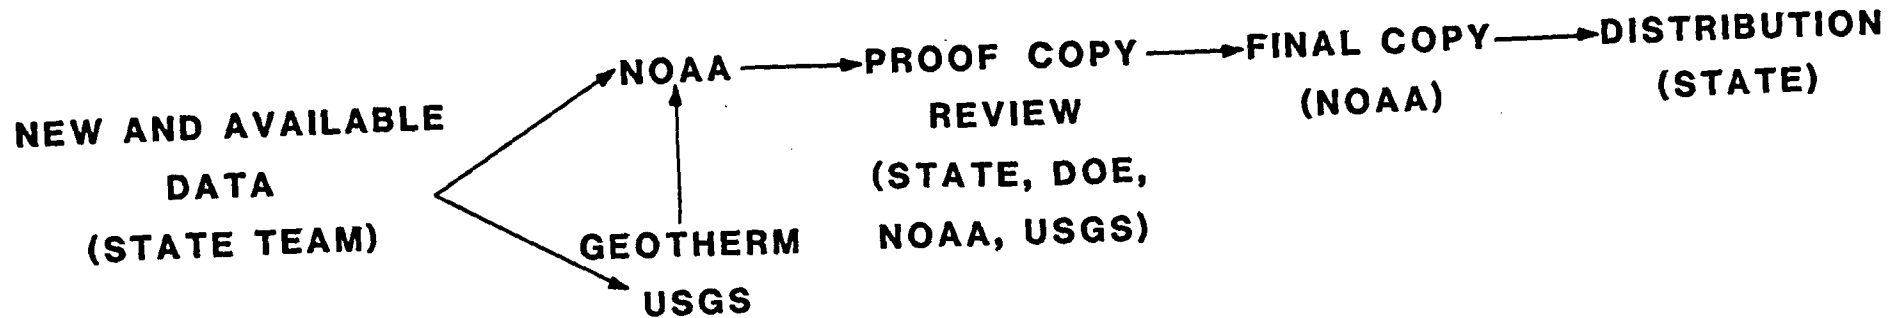 NEW AND AVAILABLE
DATA
(STATE TEAM)
NOAA
GEOTHERM
USGS
PROOF COPY
REVIEW
(STATE, DOE,
NOAA, USGS)
FINAL COPY
(NOAA)
DISTRIBUTION
(STATE)